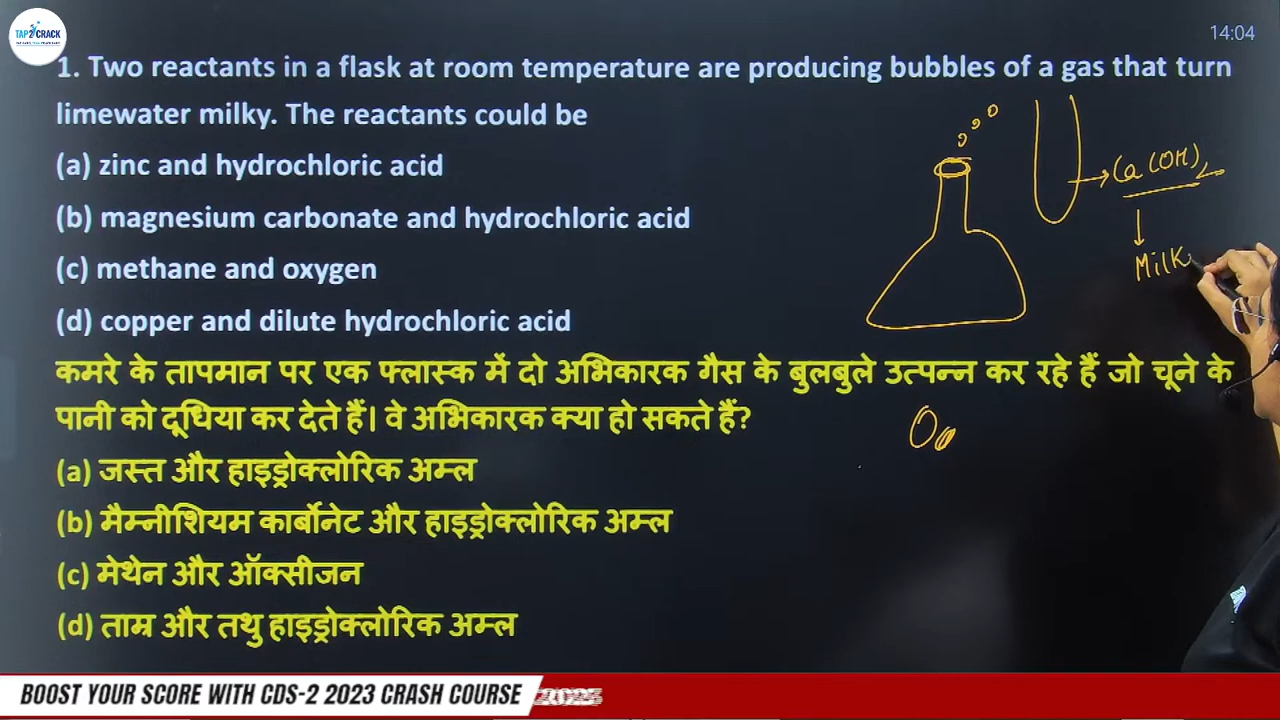 TAP2CRACK
14:04
1. Two reactants in a flask at room temperature are producing bubbles of a gas that turn
limewater milky. The reactants could be
(a) zinc and hydrochloric acid
(b) magnesium carbonate and hydrochloric acid
(c) methane and oxygen
(d) copper and dilute hydrochloric acid
Ca(OH)2
Milk
कमरे के तापमान पर एक फ्लास्क में दो अभिकारक गैस के बुलबुले उत्पन्न कर रहे हैं जो चूने के
पानी को दूधिया कर देते हैं। वे अभिकारक क्या हो सकते हैं?
(a) जस्त और हाइड्रोक्लोरिक अम्ल
(b) मैम्नीशियम कार्बोनेट और हाइड्रोक्लोरिक अम्ल
(c) मेथेन और ऑक्सीजन
(d) ताम्र और तथु हाइड्रोक्लोरिक अम्ल
BOOST YOUR SCORE WITH CDS-2 2023 CRASH COURSE